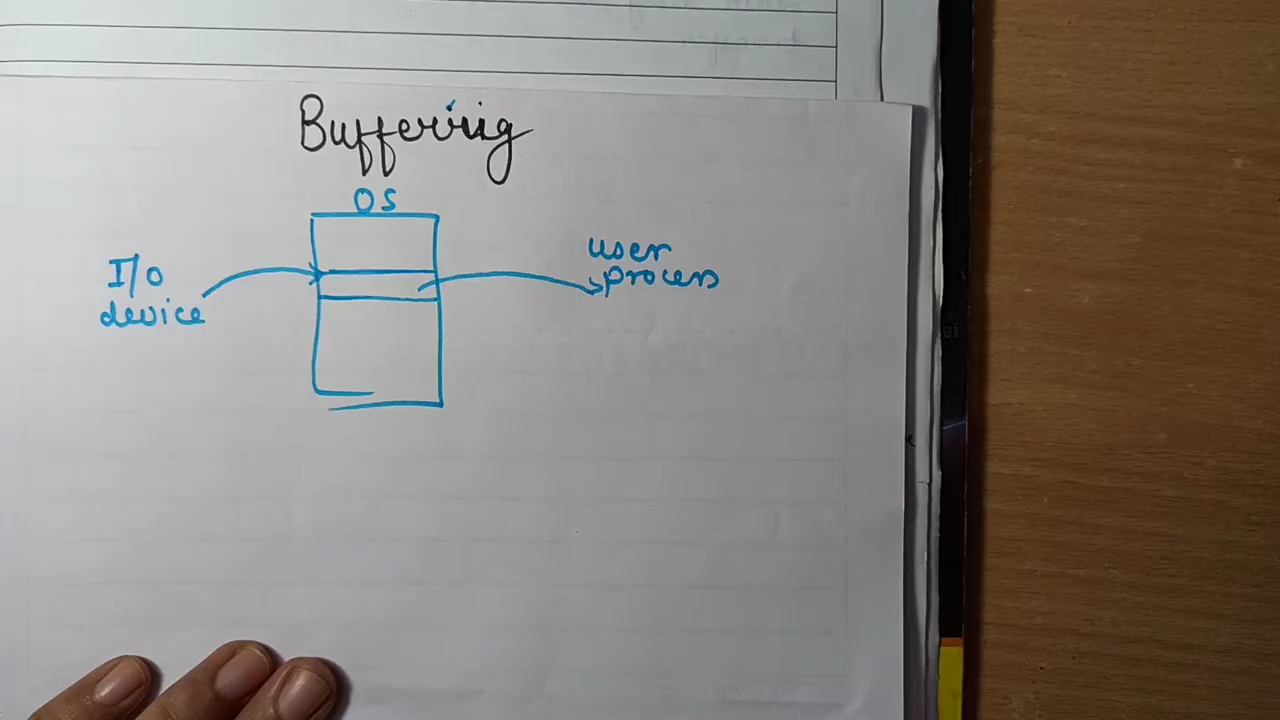 Buffering
OS
I/O
device
user
process